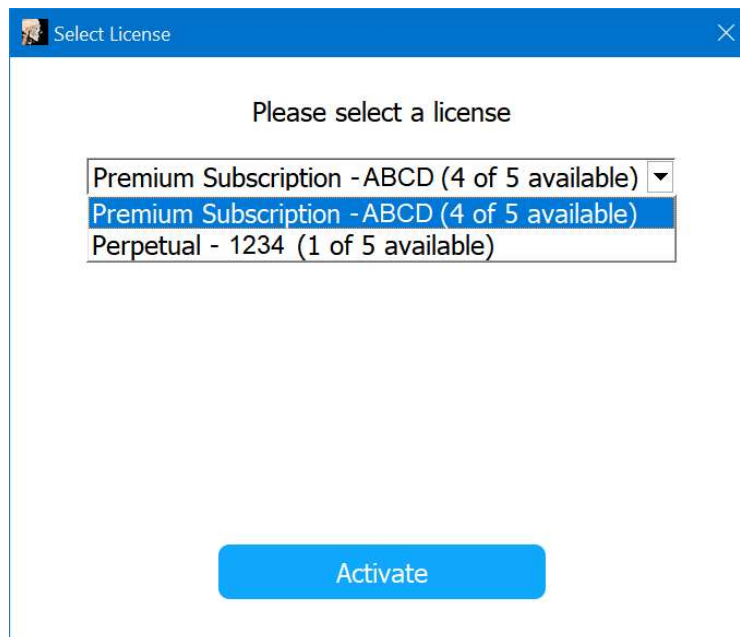 Select License
Please select a license
Premium Subscription - ABCD (4 of 5 available)
Premium Subscription - ABCD (4 of 5 available)
Perpetual - 1234 (1 of 5 available)
Activate